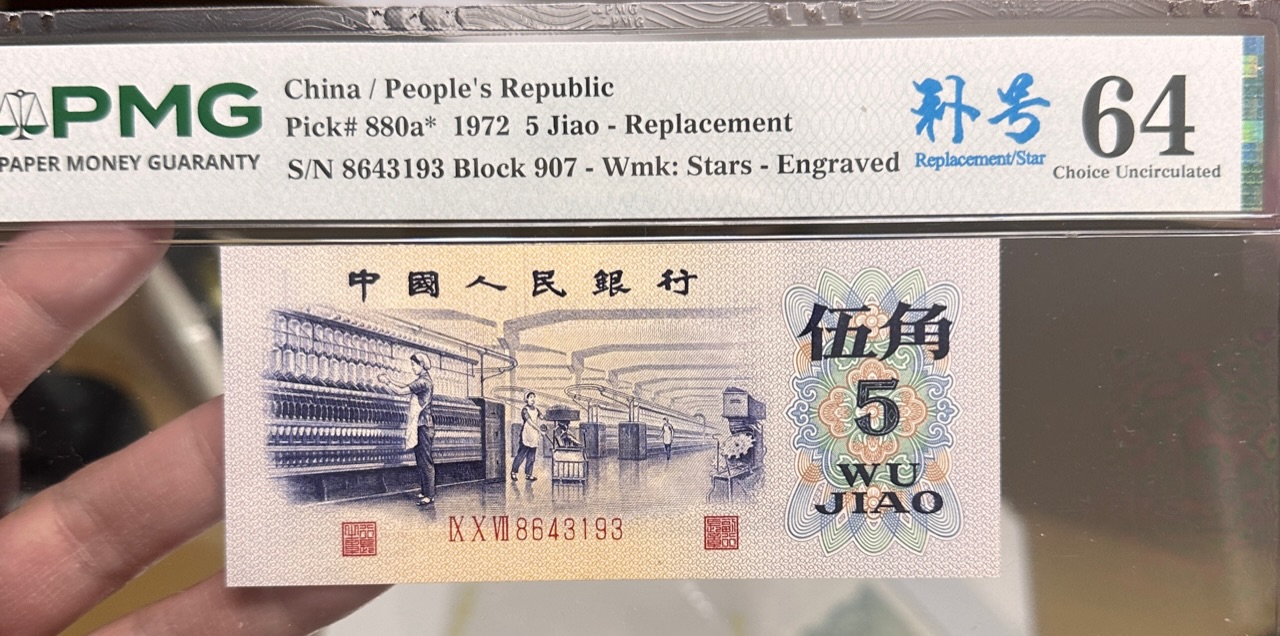 PMG
PAPER MONEY GUARANTY
China / People's Republic
Pick# 880a* 1972 5 Jiao - Replacement
S/N 8643193 Block 907 - Wmk: Stars - Engraved
补号
Replacement/Star
64
Choice Uncirculated
中國人民銀行
伍角
5
WU
JIAO
ⅨⅩⅦ8643193